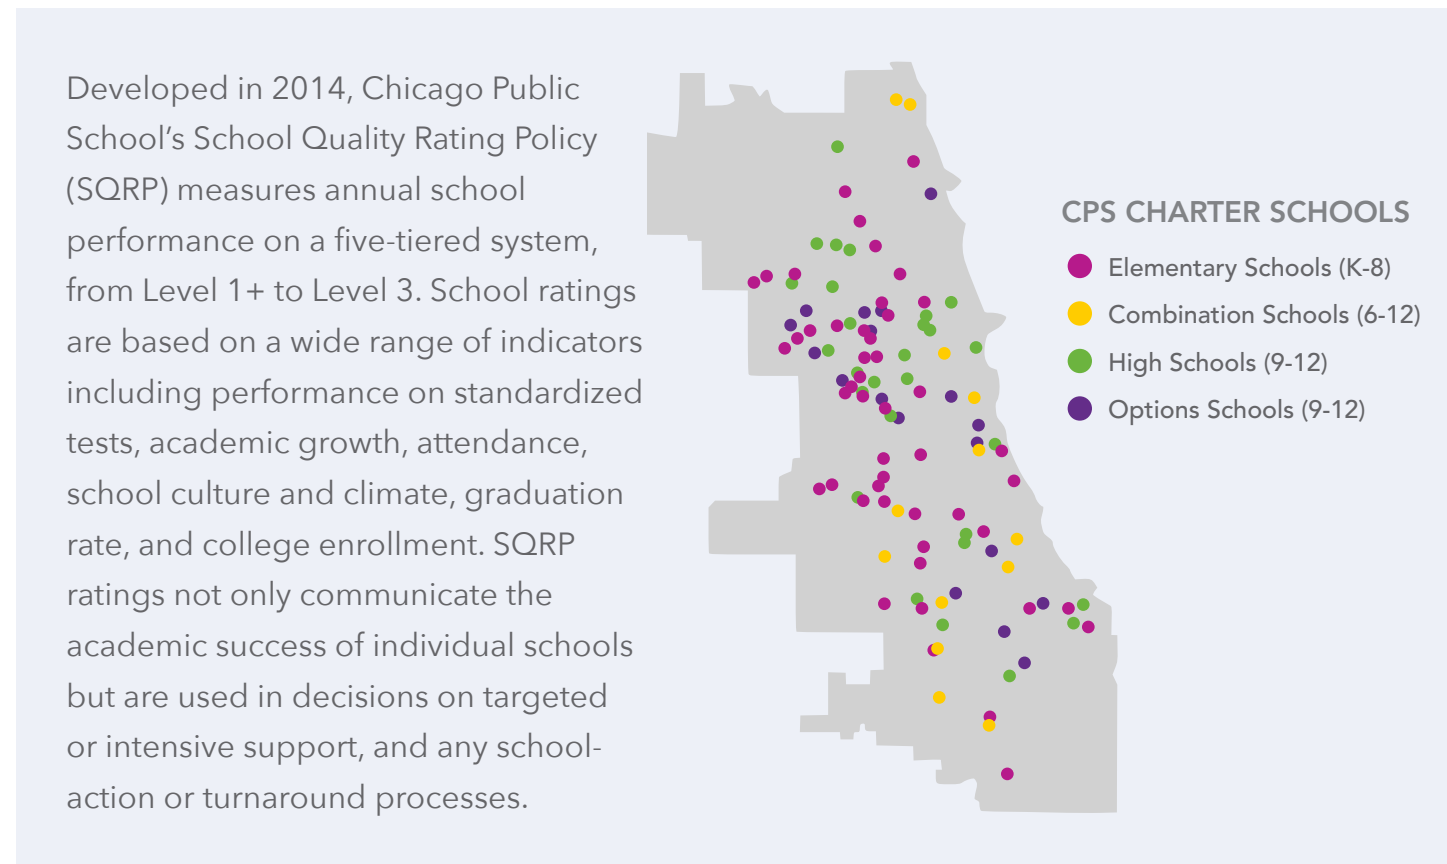 Developed in 2014, Chicago Public
School’s School Quality Rating Policy
(SQRP) measures annual school
performance on a five-tiered system,
from Level 1+ to Level 3. School ratings
are based on a wide range of indicators
including performance on standardized
tests, academic growth, attendance,
school culture and climate, graduation
rate, and college enrollment. SQRP
ratings not only communicate the
academic success of individual schools
but are used in decisions on targeted
or intensive support, and any school-
action or turnaround processes.
CPS CHARTER SCHOOLS
Elementary Schools (K-8)
Combination Schools (6-12)
High Schools (9-12)
Options Schools (9-12)